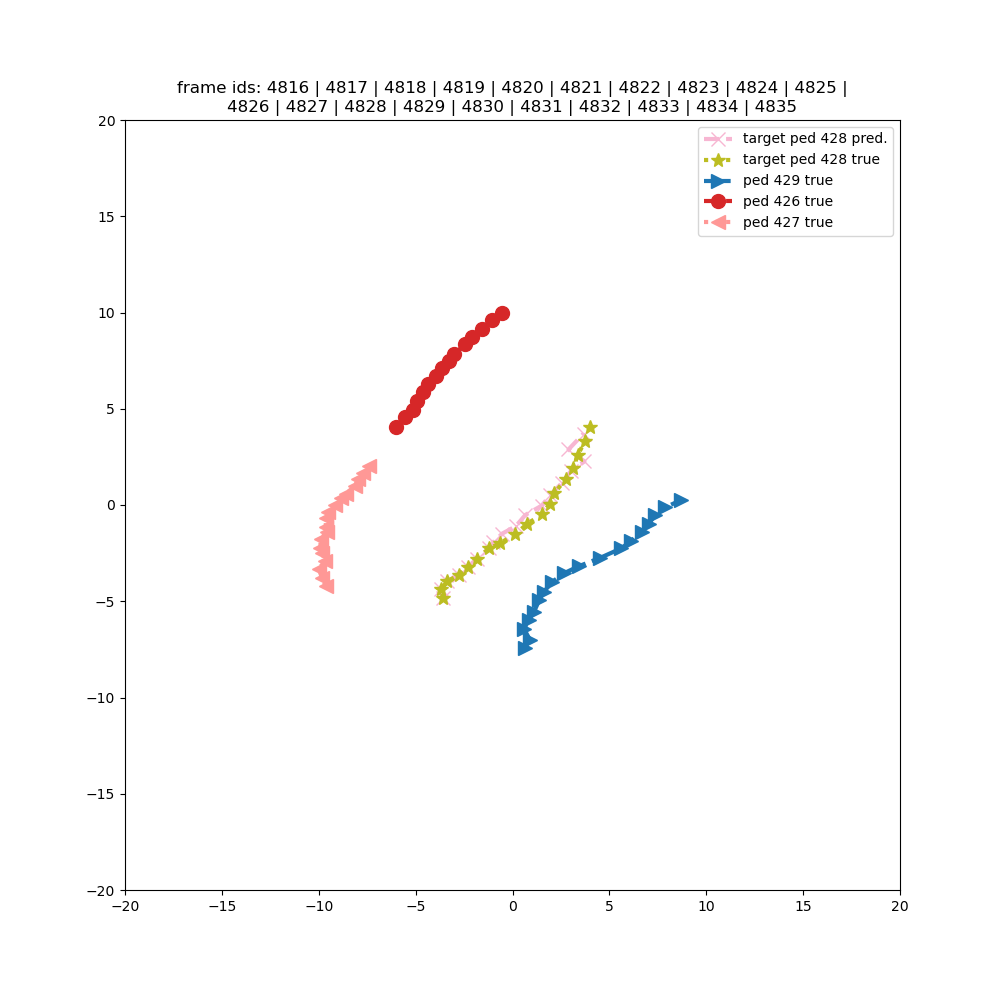 frame ids: 4816 | 4817 | 4818 | 4819 | 4820 | 4821 | 4822 | 4823 | 4824 | 4825 |
4826 | 4827 | 4828 | 4829 | 4830 | 4831 | 4832 | 4833 | 4834 | 4835
target ped 428 pred.
target ped 428 true
ped 429 true
ped 426 true
ped 427 true
20
15
10
5
0
−5
−10
−15
−20
−20 −15 −10 −5 0 5 10 15 20